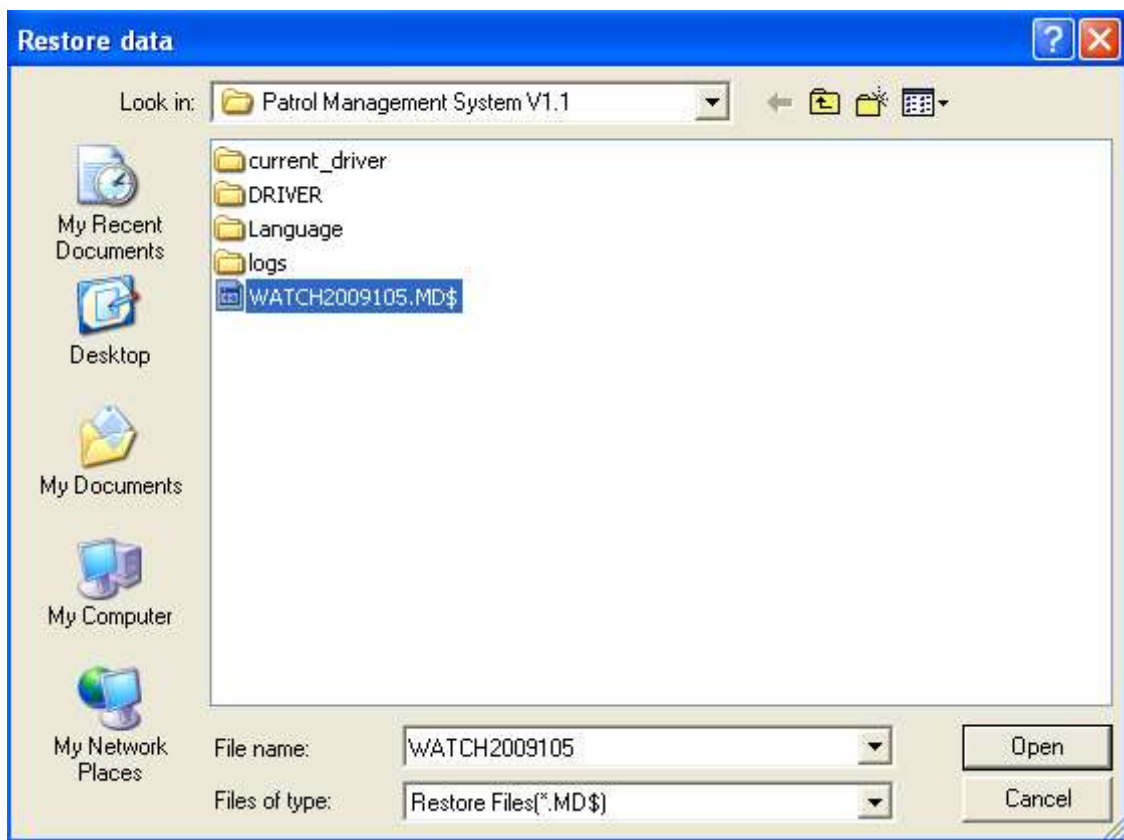 Restore data
Look in: Patrol Management System V1.1
My Recent
Documents
Desktop
My Documents
My Computer
My Network
Places
current_driver
DRIVER
Language
logs
WATCH2009105.MD$
File name: WATCH2009105 Open
Files of type: Restore Files(*.MD$) Cancel